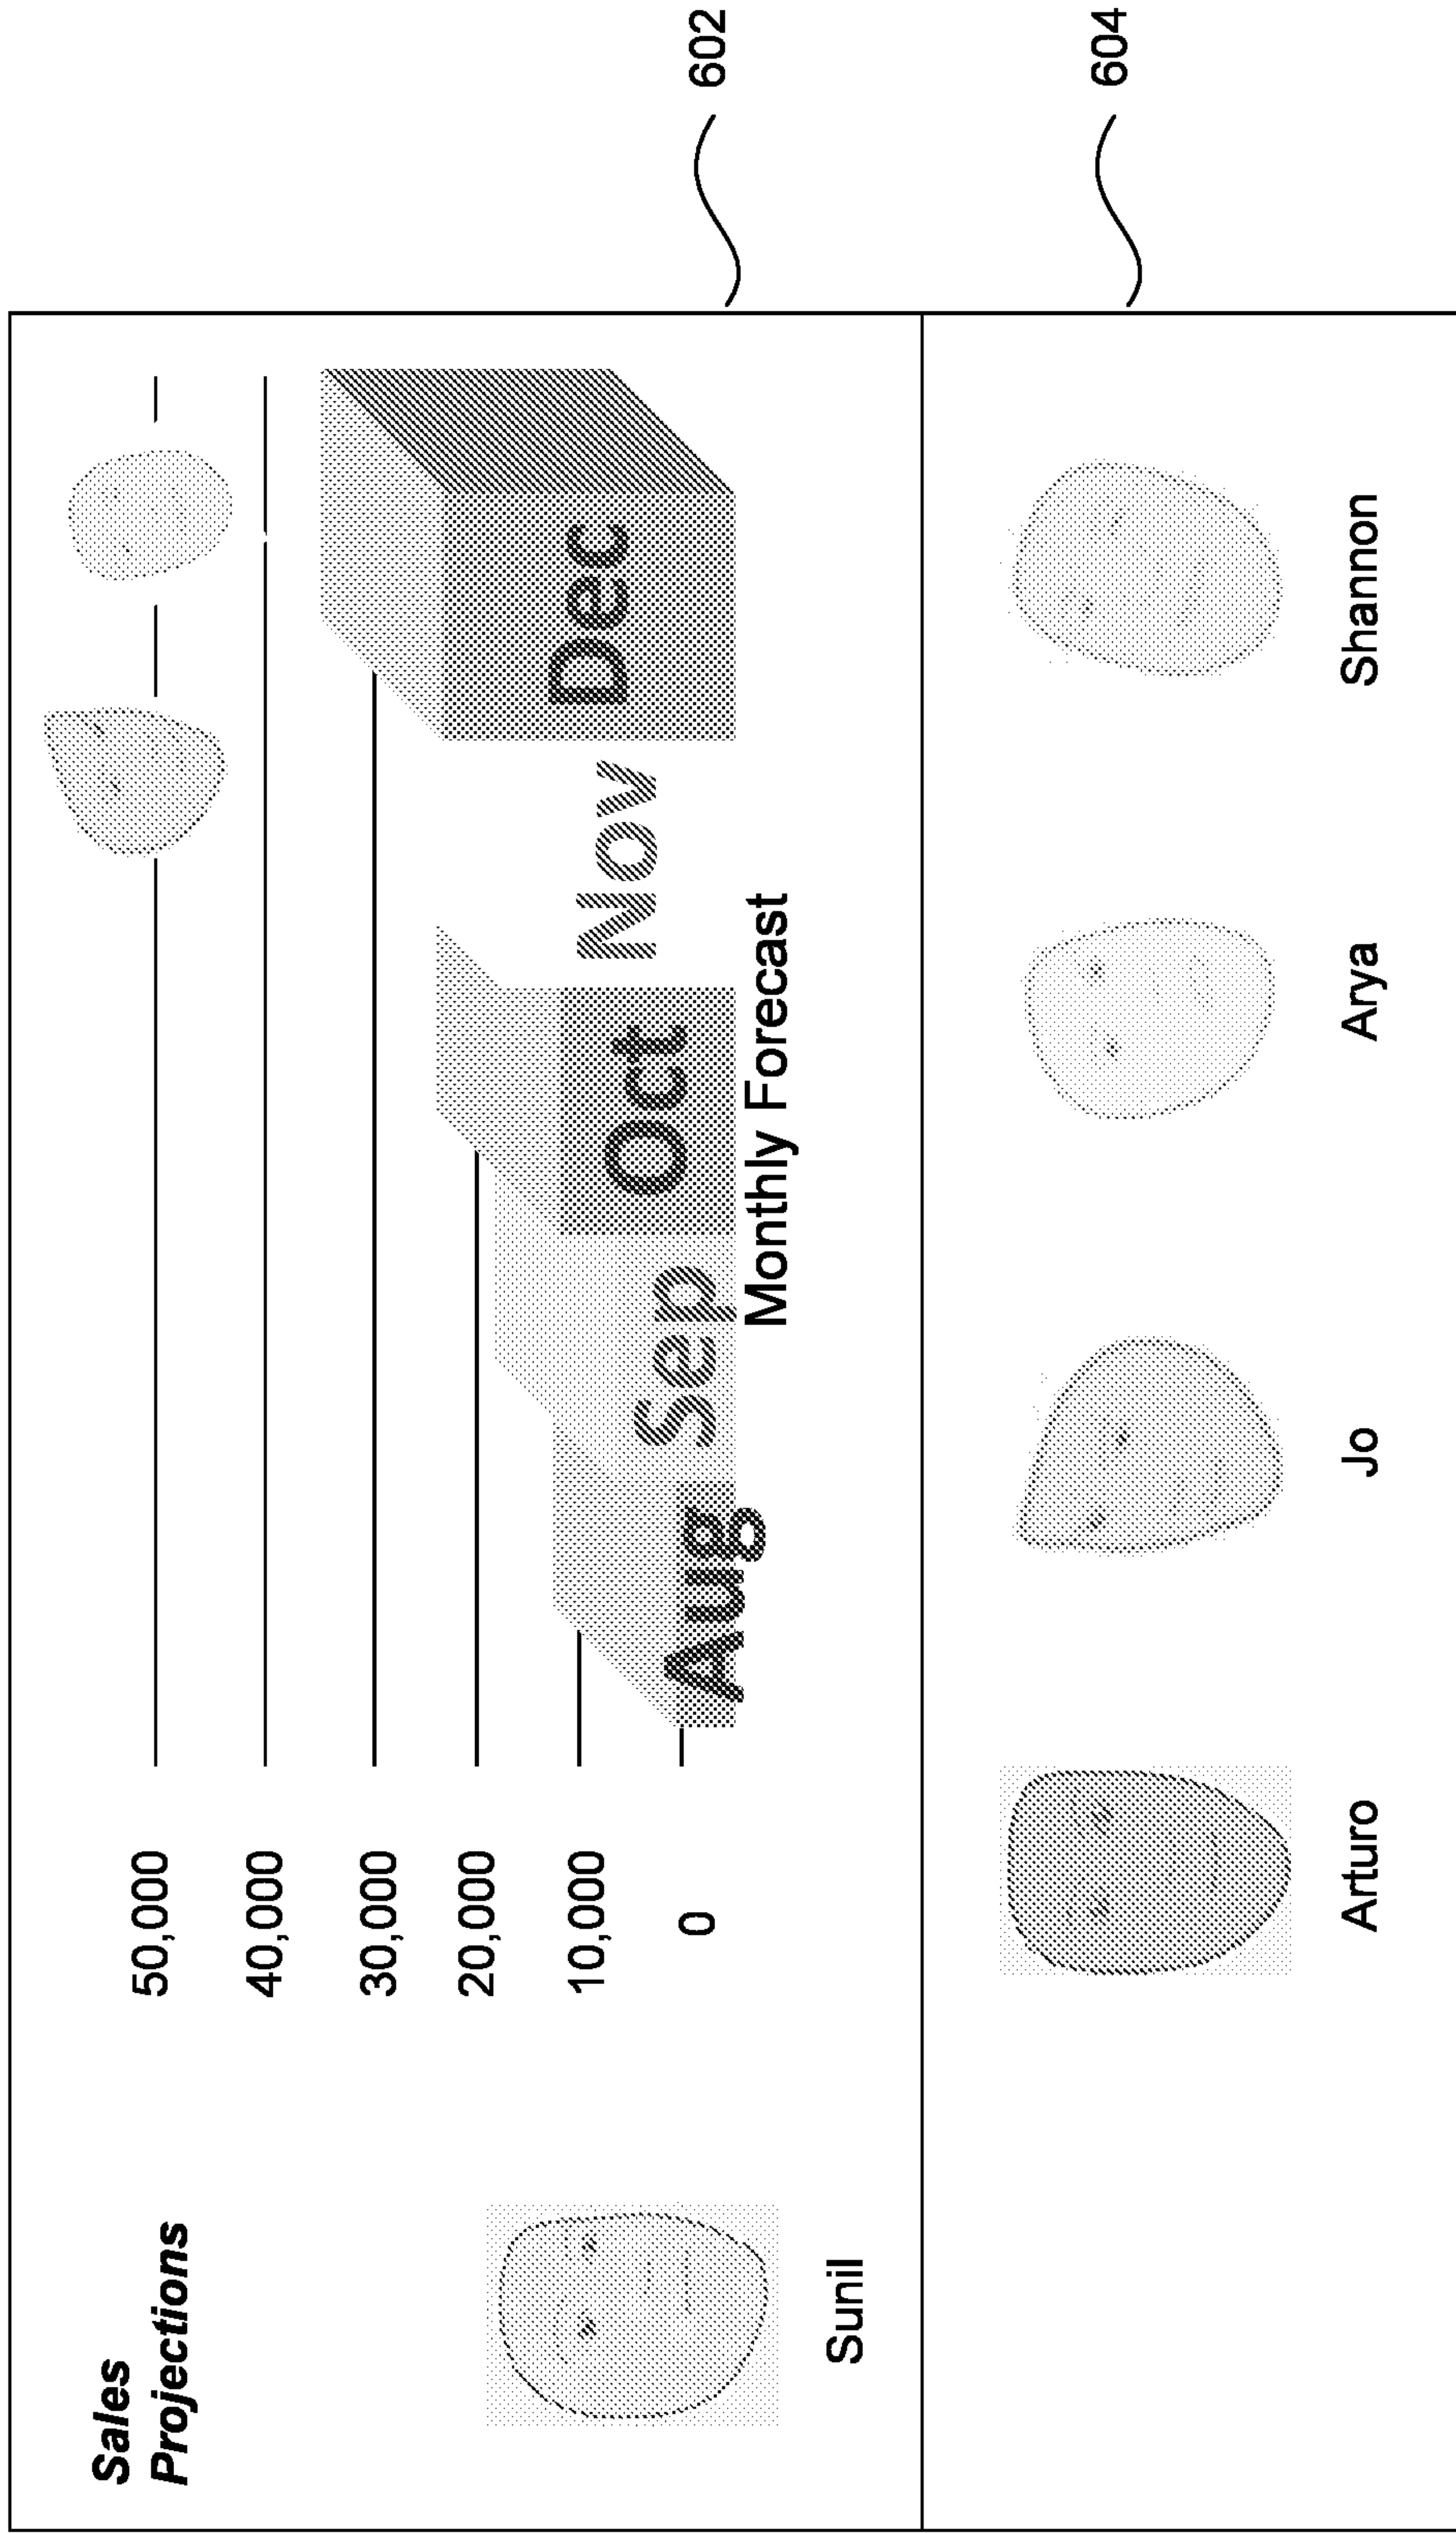 Sales
Projections
50,000
40,000
30,000
20,000
10,000
0
Aug Sep Oct Nov Dec
Monthly Forecast
Sunil
602
Arturo Jo Arya Shannon
604